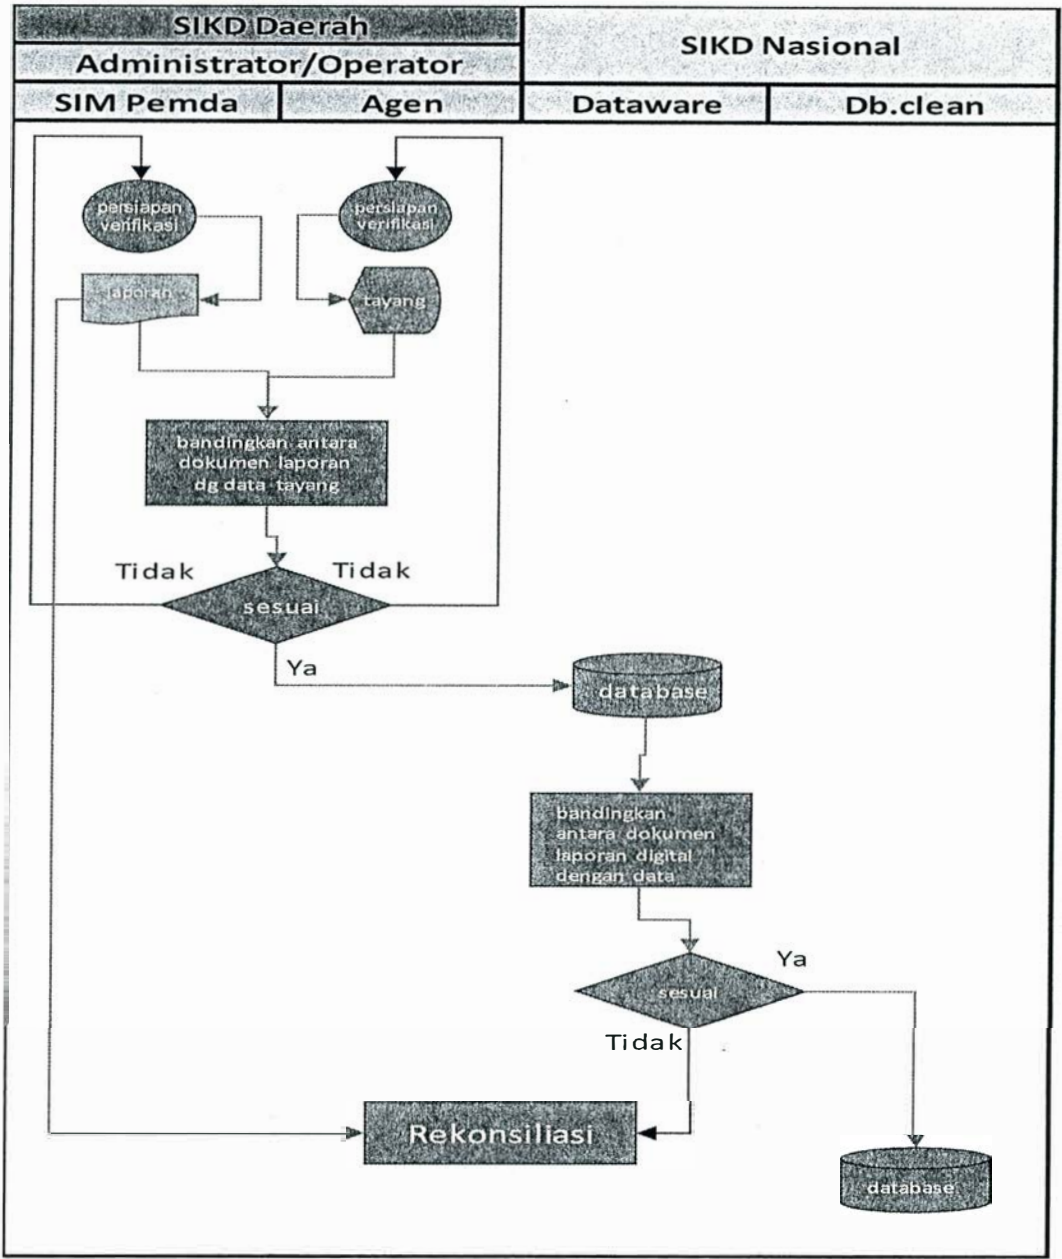 SIKD Daerah
SIKD Nasional
Administrator/Operator
SIM Pemda
Agen
Dataware
Db.clean
persiapan
verifikasi
persiapan
verifikasi
laporan
tayang
bandingkan antara
dokumen laporan
dg data tayang
Tidak
Tidak
sesuai
Ya
database
bandingkan
antara dokumen
laporan digital
dengan data
Ya
sesuai
Tidak
Rekonsiliasi
database